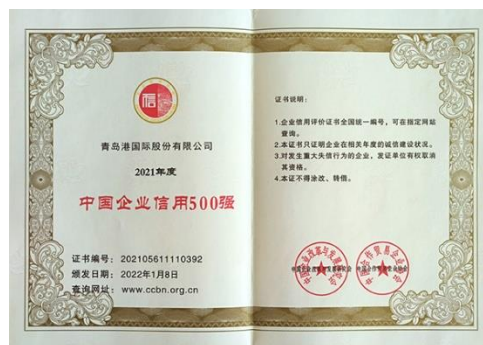 信
青岛港国际股份有限公司
2021年度
中国企业信用500强
证书编号：202105611110392
颁发日期：2022年1月8日
查询网址：www.ccbn.org.cn
证书说明：
1.企业信用评价证书全国统一编号，可在指定网站
查询。
2.本证书只证明企业在相关年度的诚信建设状况。
3.对发生重大失信行为的企业，发证单位有权取消
其资格。
4.本证不得涂改、转借。